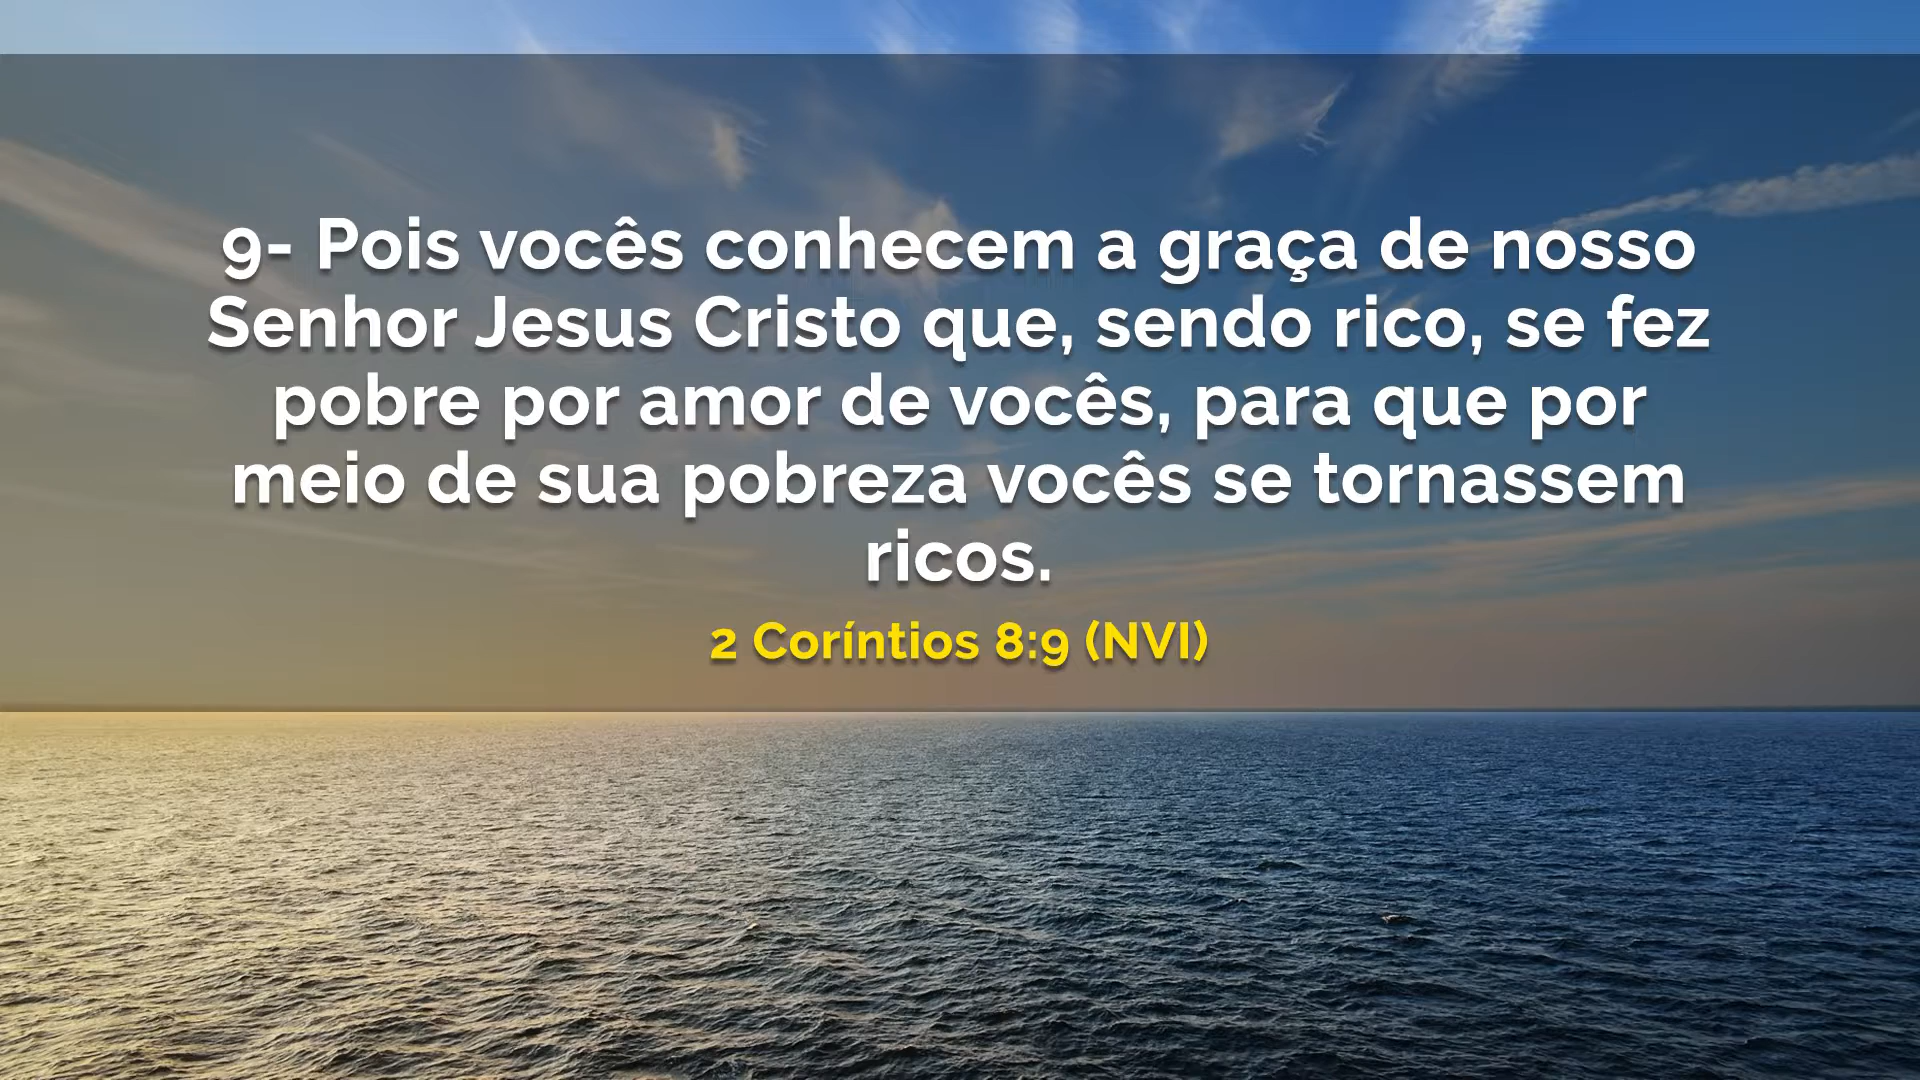 9- Pois vocês conhecem a graça de nosso
Senhor Jesus Cristo que, sendo rico, se fez
pobre por amor de vocês, para que por
meio de sua pobreza vocês se tornassem
ricos.
2 Coríntios 8:9 (NVI)